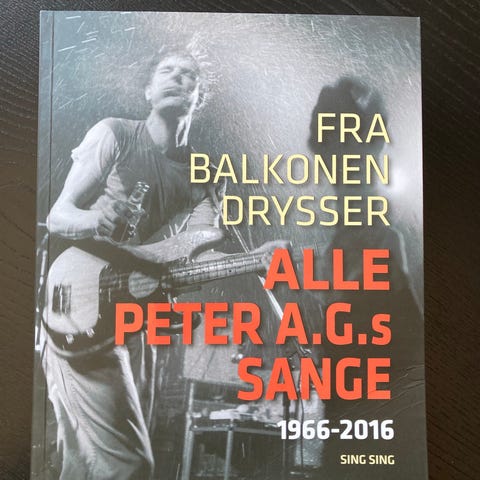 FRA
BALKONEN
DRYSSER
ALLE
PETER A.G.s
SANGE
1966-2016
SING SING